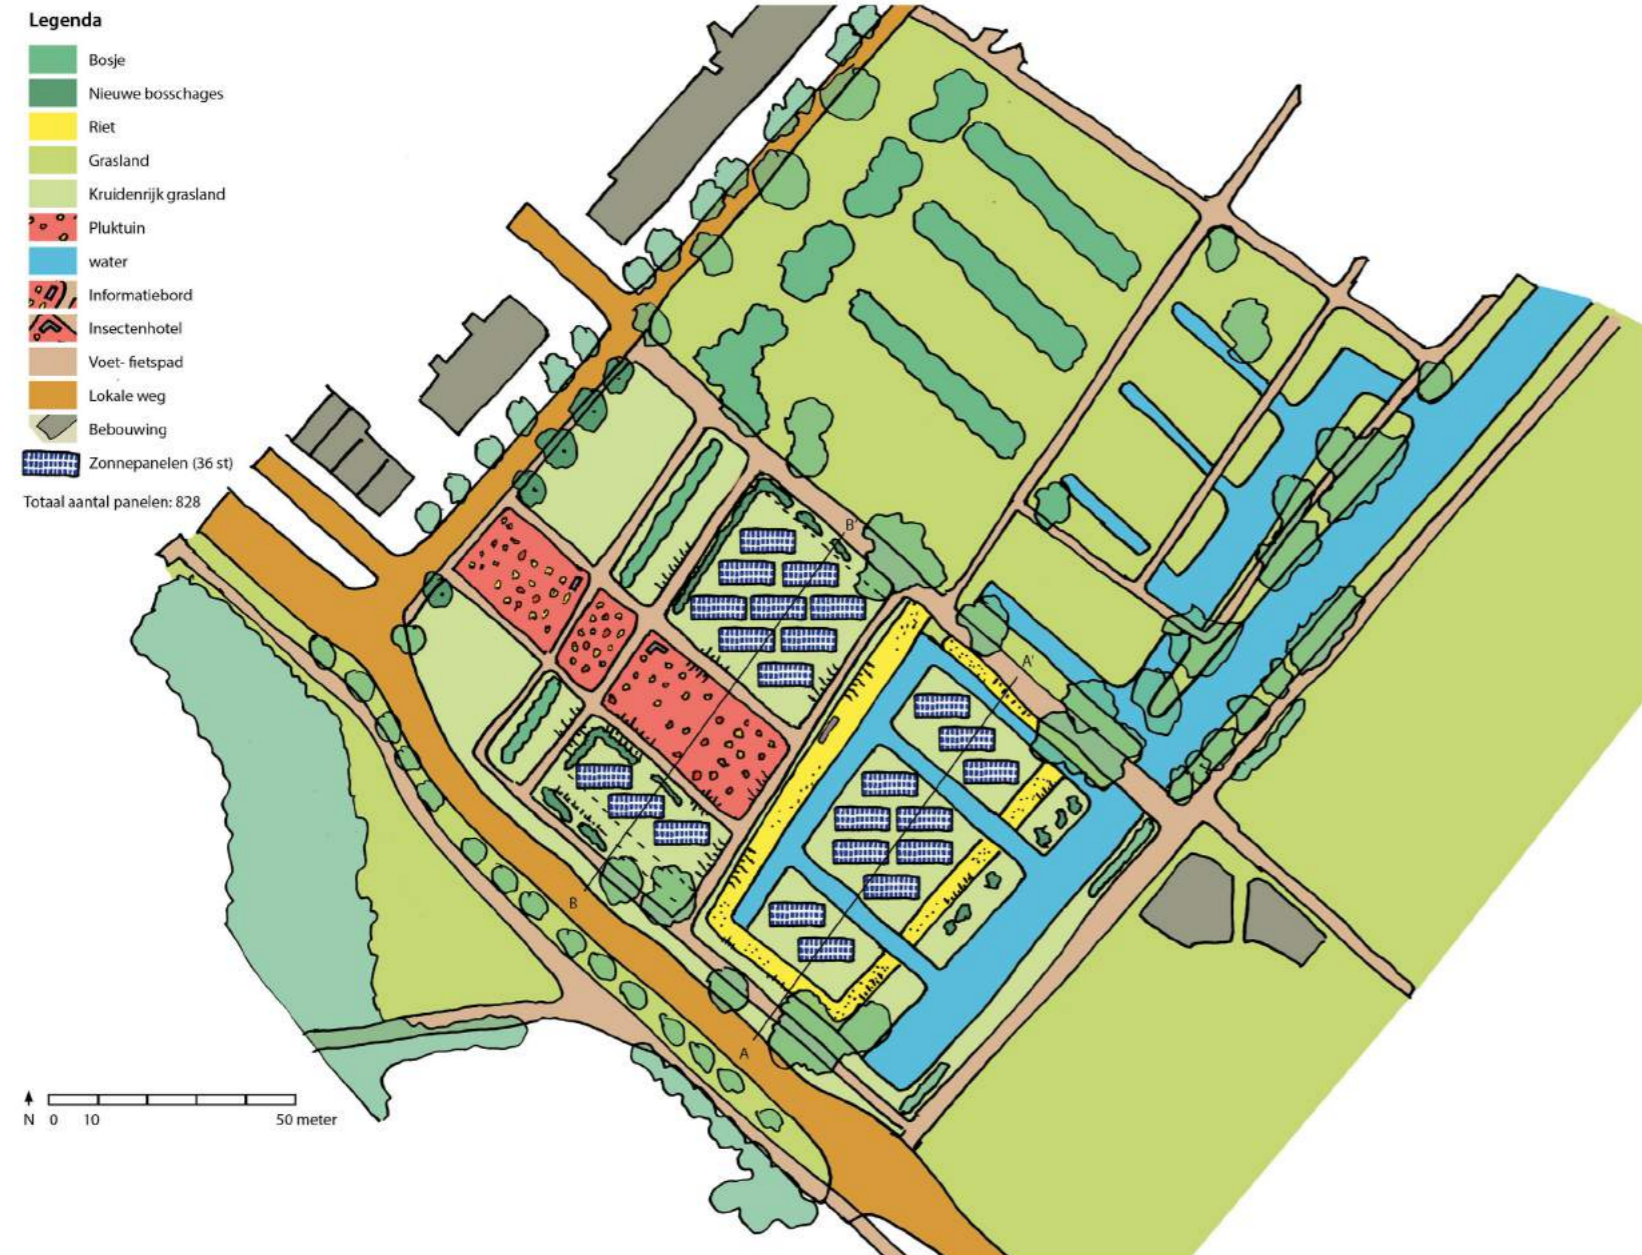 Legenda
Bosje
Nieuwe bosschages
Riet
Grasland
Kruidenrijk grasland
Pluktuin
water
Informatiebord
Insectenhotel
Voet- fietspad
Lokale weg
Bebouwing
Zonnepanelen (36 st)
Totaal aantal panelen: 828
B'
A'
B
A
N 0 10 50 meter